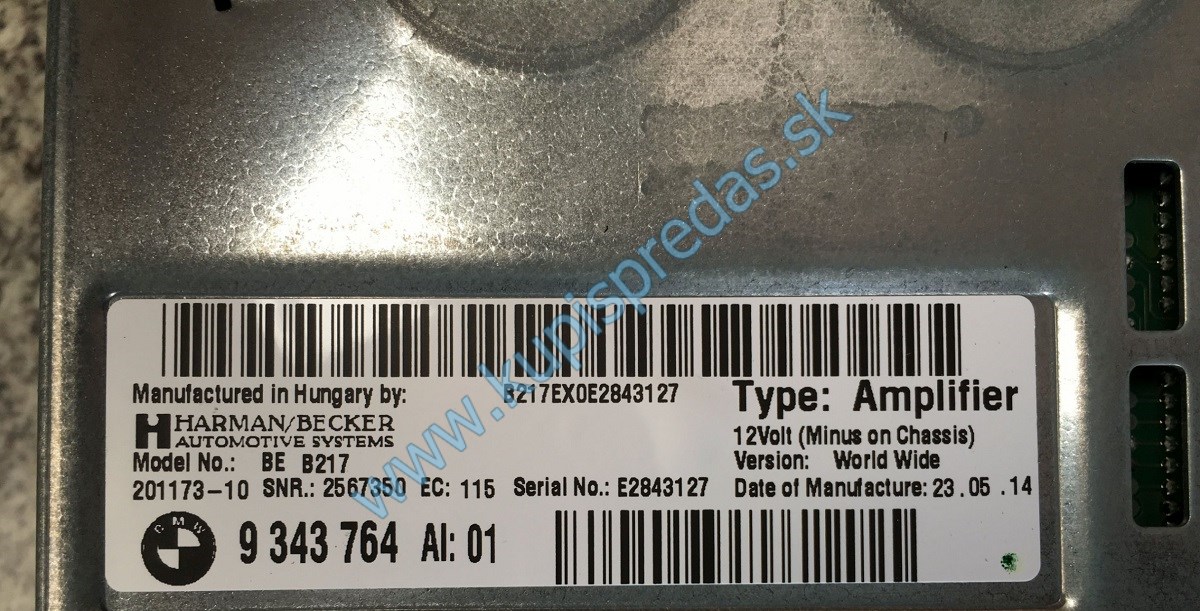 www.kupispredas.sk
B217EX0E2843127
Manufactured in Hungary by:
HARMAN/BECKER
AUTOMOTIVE SYSTEMS
Type: Amplifier
12Volt (Minus on Chassis)
Model No.: BE B217
Version: World Wide
201173-10 SNR.: 2567350 EC: 115 Serial No.: E2843127 Date of Manufacture: 23.05.14
BMW
9 343 764 AI: 01